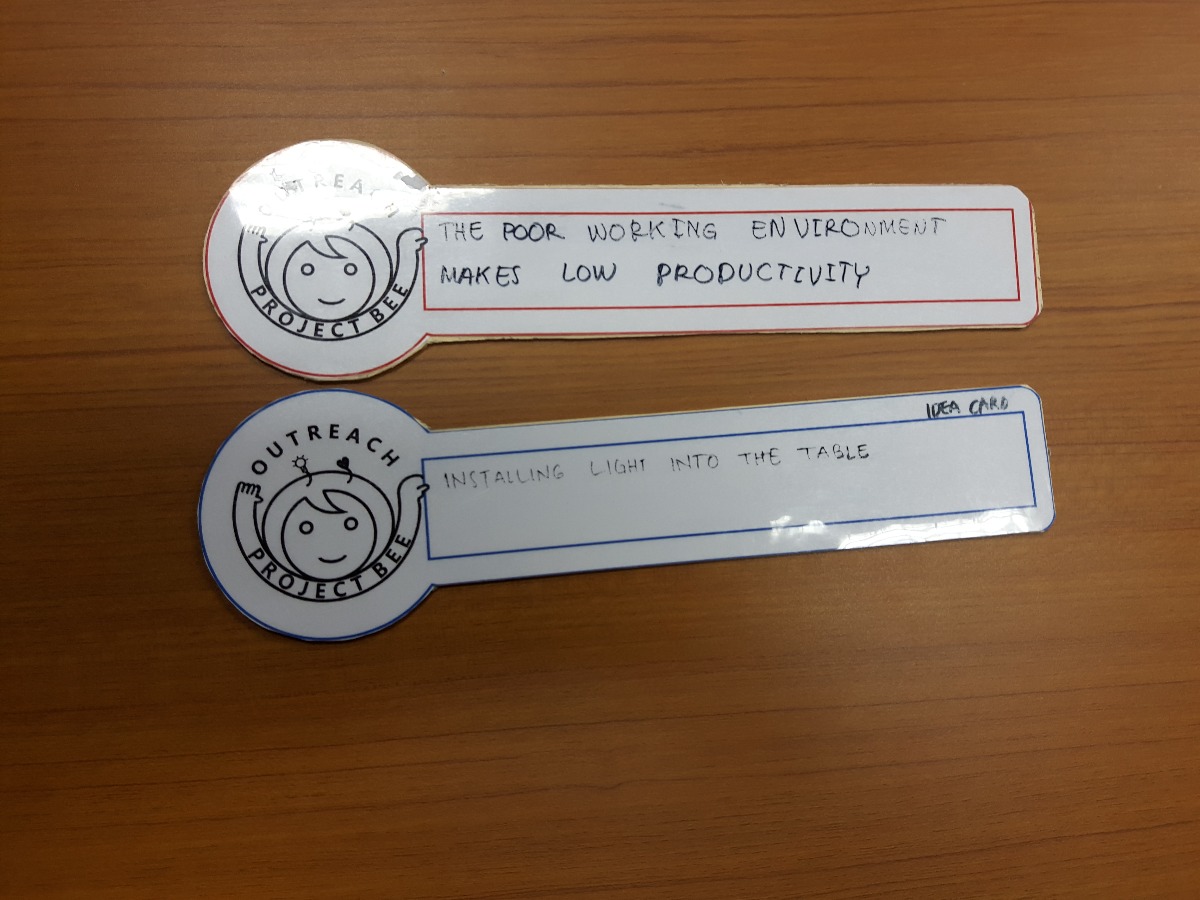 OUTREACH
PROJECT BEE
THE POOR WORKING ENVIRONMENT
MAKES LOW PRODUCTIVITY
OUTREACH
PROJECT BEE
IDEA CARD
INSTALLING LIGHT INTO THE TABLE